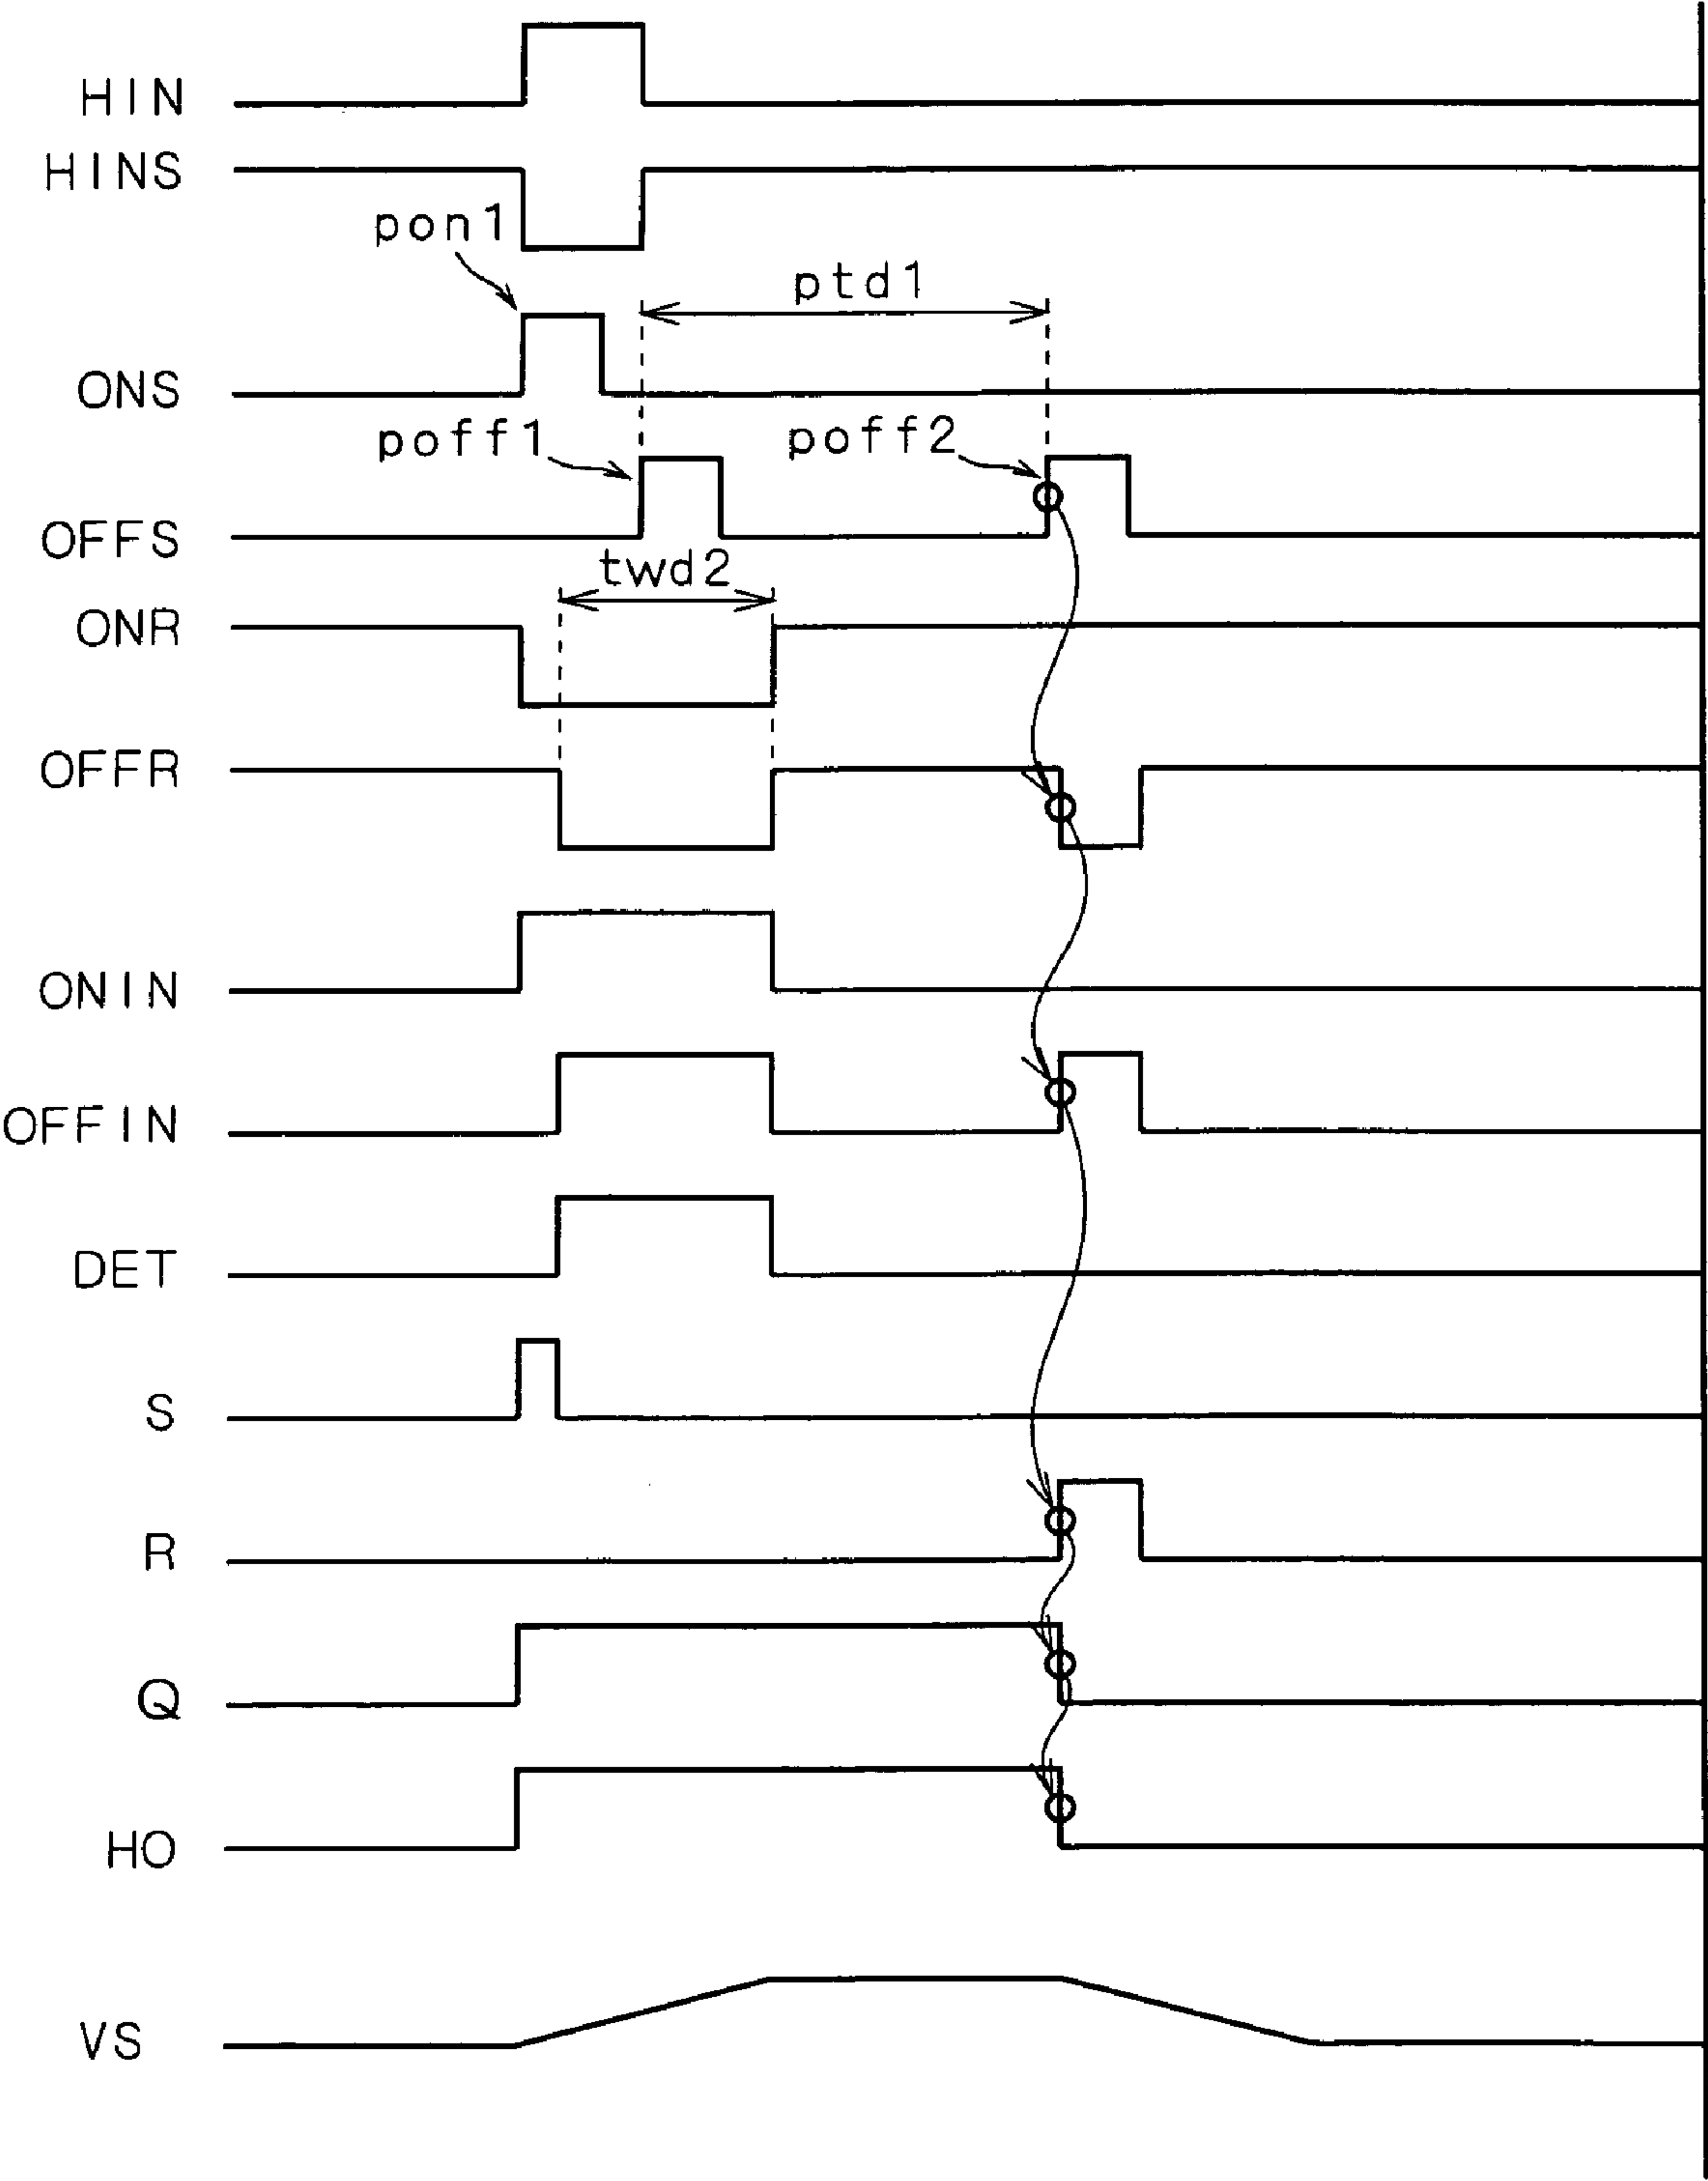 HIN
HINS
pon1
ptd1
ONS
poff1
poff2
OFFS
twd2
ONR
OFFR
ONIN
OFFIN
DET
S
R
Q
HO
VS